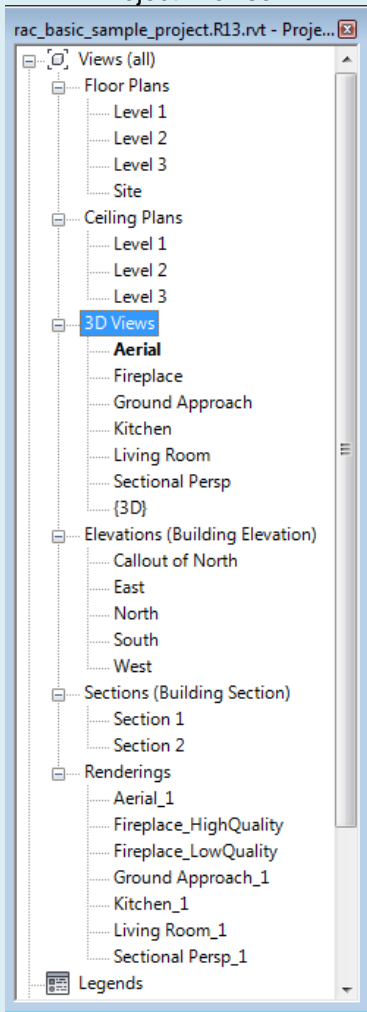 rac_basic_sample_project.R13.rvt - Proje...
Views (all)
Floor Plans
Level 1
Level 2
Level 3
Site
Ceiling Plans
Level 1
Level 2
Level 3
3D Views
Aerial
Fireplace
Ground Approach
Kitchen
Living Room
Sectional Persp
{3D}
Elevations (Building Elevation)
Callout of North
East
North
South
West
Sections (Building Section)
Section 1
Section 2
Renderings
Aerial_1
Fireplace_HighQuality
Fireplace_LowQuality
Ground Approach_1
Kitchen_1
Living Room_1
Sectional Persp_1
Legends